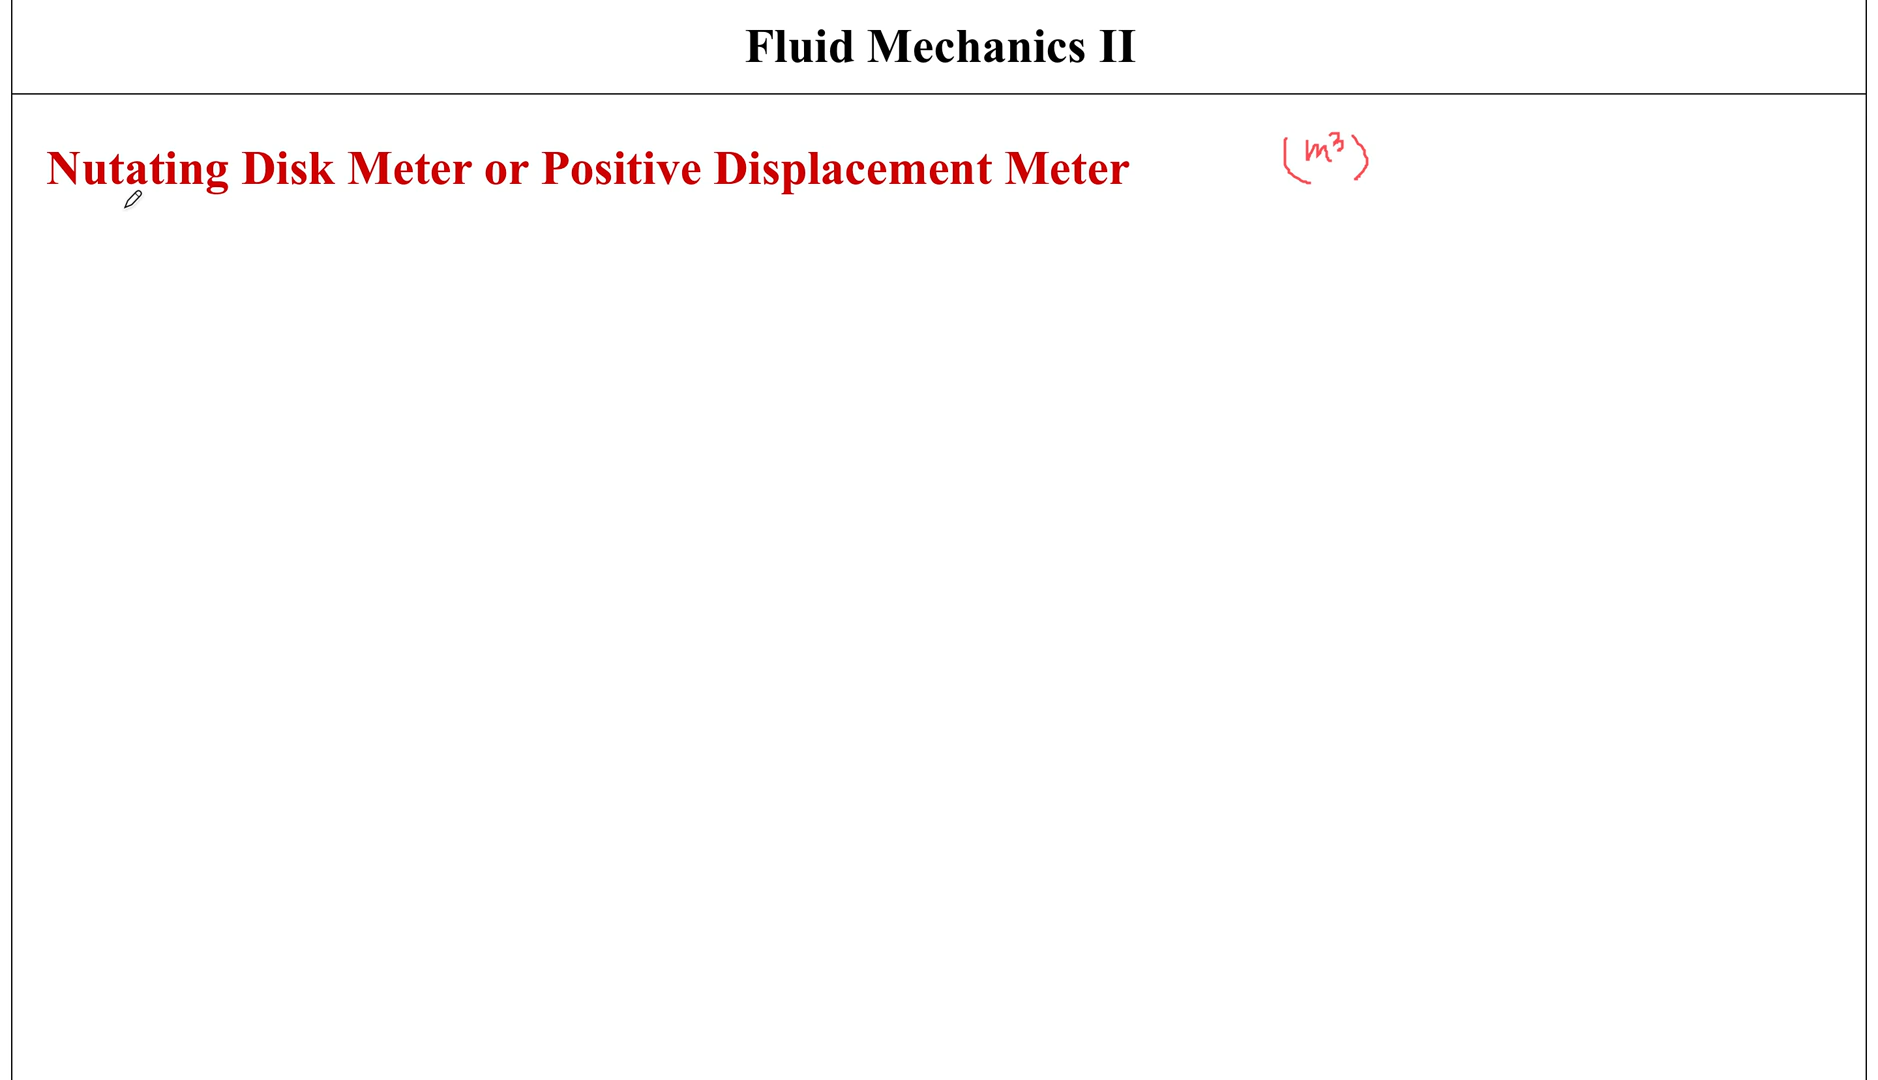 Fluid Mechanics II
Nutating Disk Meter or Positive Displacement Meter (m³)